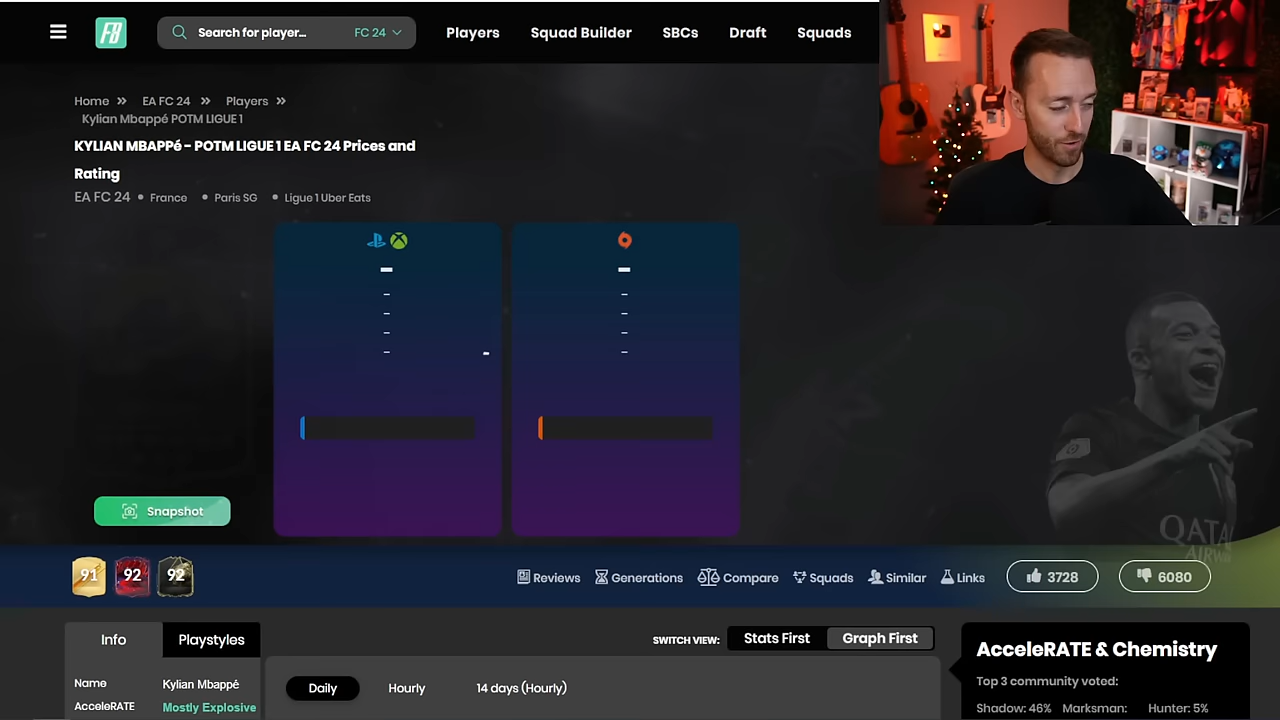 FB
Search for player...
FC 24
Players
Squad Builder
SBCs
Draft
Squads
Home » EA FC 24 » Players »
Kylian Mbappé POTM LIGUE 1
KYLIAN MBAPPé - POTM LIGUE 1 EA FC 24 Prices and
Rating
EA FC 24 • France • Paris SG • Ligue 1 Uber Eats
Snapshot
QATAR
AIRWAYS
91
92
92
Reviews
Generations
Compare
Squads
Similar
Links
3728
6080
Info
Playstyles
SWITCH VIEW:
Stats First
Graph First
Name
Kylian Mbappé
AcceleRATE
Mostly Explosive
Daily
Hourly
14 days (Hourly)
AcceleRATE & Chemistry
Top 3 community voted:
Shadow: 46% Marksman: Hunter: 5%